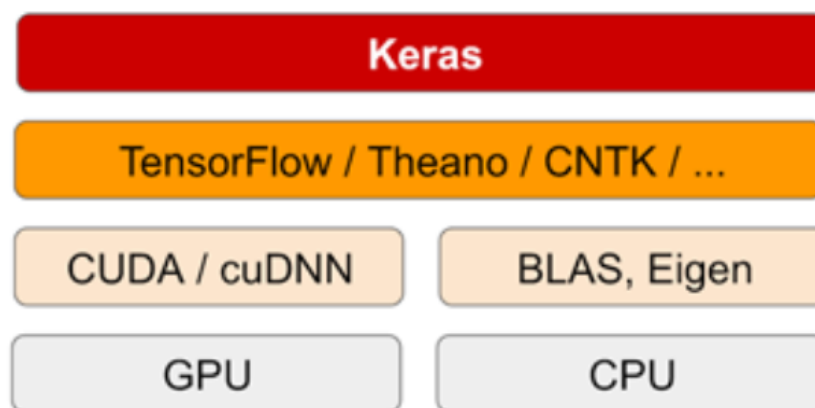 Keras
TensorFlow / Theano / CNTK / ...
CUDA / cuDNN
BLAS, Eigen
GPU
CPU